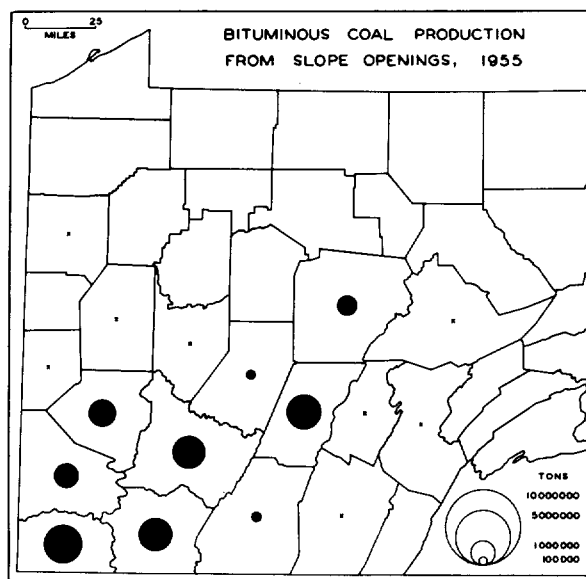 0 25
MILES
BITUMINOUS COAL PRODUCTION
FROM SLOPE OPENINGS, 1955
TONS
10000000
5000000
1000000
100000